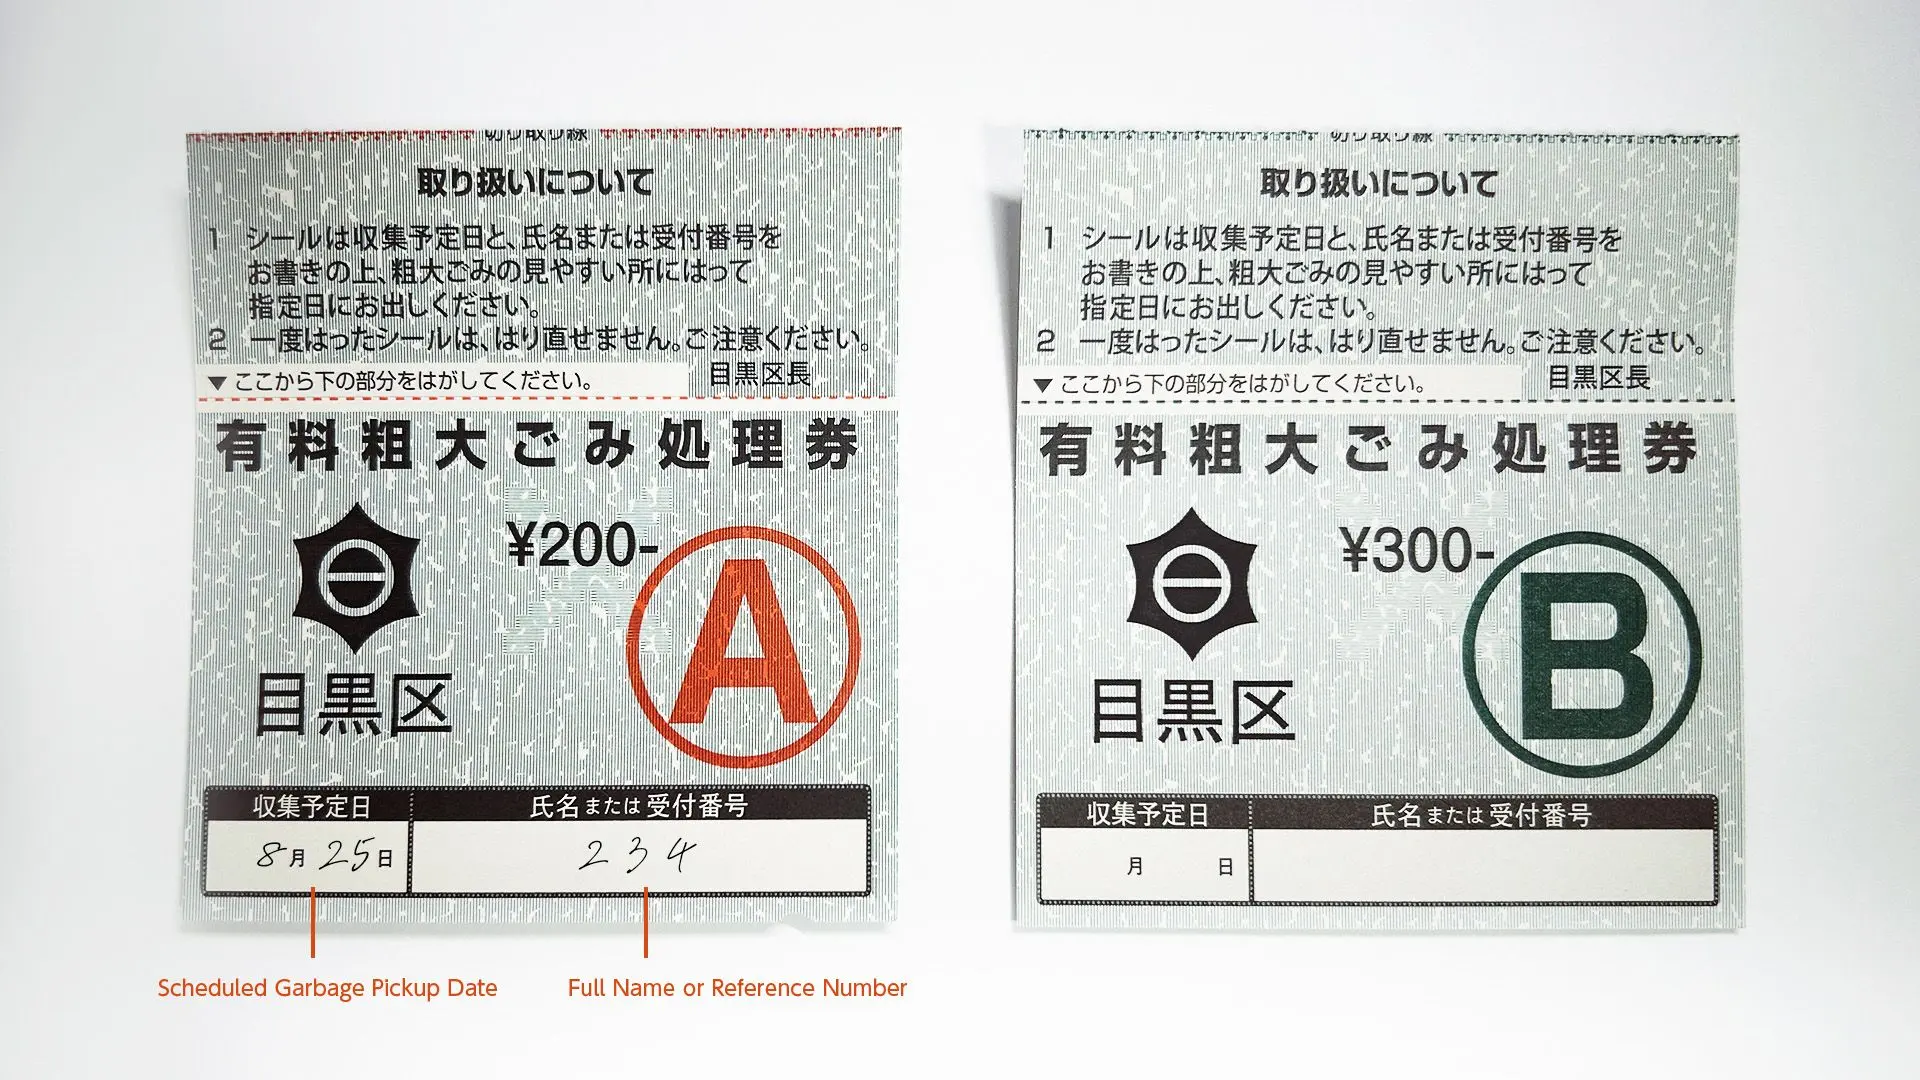 切り取り線
取り扱いについて
1 シールは収集予定日と、氏名または受付番号を
お書きの上、粗大ごみの見やすい所にはって
指定日にお出しください。
2 一度はったシールは、はり直せません。ご注意ください。
▼ここから下の部分をはがしてください。
目黒区長
有料粗大ごみ処理券
¥200-
A
目黒区
収集予定日
氏名または受付番号
8月25日
234
Scheduled Garbage Pickup Date
Full Name or Reference Number
切り取り線
取り扱いについて
1 シールは収集予定日と、氏名または受付番号を
お書きの上、粗大ごみの見やすい所にはって
指定日にお出しください。
2 一度はったシールは、はり直せません。ご注意ください。
▼ここから下の部分をはがしてください。
目黒区長
有料粗大ごみ処理券
¥300-
B
目黒区
収集予定日
氏名または受付番号
月 日